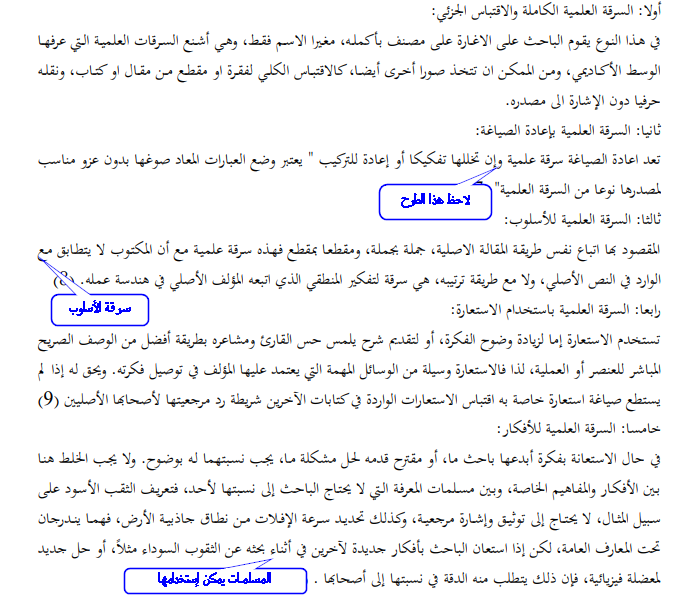 أولا: السرقة العلمية الكاملة والاقتباس الجزئي:
في هذا النوع يقوم الباحث على الاغارة على مصنف بأكمله، مغيرا الاسم فقط، وهي أشنع السرقات العلمية التي عرفها
الوسط الأكاديمي، ومن الممكن ان تتخذ صورا أخرى أيضا، كالاقتباس الكلي لفقرة او مقطع من مقال او كتاب، ونقله
حرفيا دون الإشارة الى مصدره.
ثانيا: السرقة العلمية بإعادة الصياغة:
تعد اعادة الصياغة سرقة علمية وإن تخللها تفكيكا أو إعادة للتركيب " يعتبر وضع العبارات المعاد صوغها بدون عزو مناسب
لمصدرها نوعا من السرقة العلمية"
لاحظ هذا الطرح
ثالثا: السرقة العلمية للأسلوب:
المقصود بها اتباع نفس طريقة المقالة الاصلية، جملة بجملة، ومقطعا بمقطع فهذه سرقة علمية مع أن المكتوب لا يتطابق مع
الوارد في النص الأصلي، ولا مع طريقة ترتيبه، هي سرقة لتفكير المنطقي الذي اتبعه المؤلف الأصلي في هندسة عمله. (8)
سرقة الأسلوب
رابعا: السرقة العلمية باستخدام الاستعارة:
تستخدم الاستعارة إما لزيادة وضوح الفكرة، أو لتقديم شرح يلمس حس القارئ ومشاعره بطريقة أفضل من الوصف الصريح
المباشر للعنصر أو العملية، لذا فالاستعارة وسيلة من الوسائل المهمة التي يعتمد عليها المؤلف في توصيل فكرته. ويحق له إذا لم
يستطع صياغة استعارة خاصة به اقتباس الاستعارات الواردة في كتابات الآخرين شريطة رد مرجعيتها لأصحابها الأصليين (9)
خامسا: السرقة العلمية للأفكار:
في حال الاستعانة بفكرة أبدعها باحث ما، أو مقترح قدمه لحل مشكلة ما، يجب نسبتهما له بوضوح. ولا يجب الخلط هنا
بين الأفكار والمفاهيم الخاصة، وبين مسلمات المعرفة التي لا يحتاج الباحث إلى نسبتها لأحد، فتعريف الثقب الأسود على
سبيل المثال، لا يحتاج إلى توثيق وإشارة مرجعية، وكذلك تحديد سرعة الإفلات من نطاق جاذبية الأرض، فهما يندرجان
تحت المعارف العامة، لكن إذا استعان الباحث بأفكار جديدة لآخرين في أثناء بحثه عن الثقوب السوداء مثلاً، أو حل جديد
لمعضلة فيزيائية، فإن ذلك يتطلب منه الدقة في نسبتها إلى أصحابها .
المسلمات يمكن إستخدامها